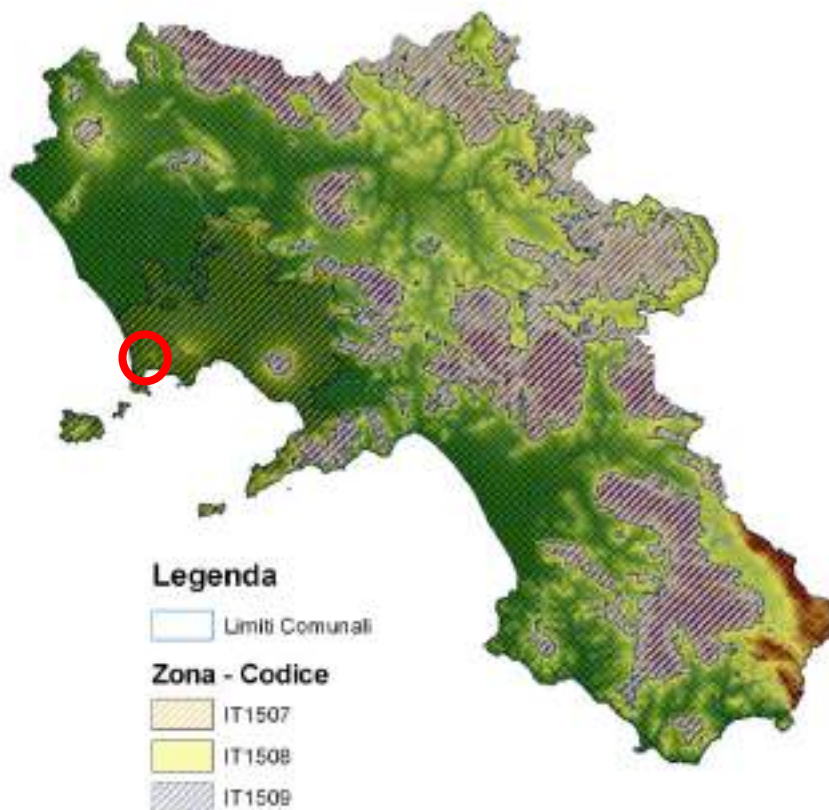 Legenda
Limiti Comunali
Zona - Codice
IT1507
IT1508
IT1509